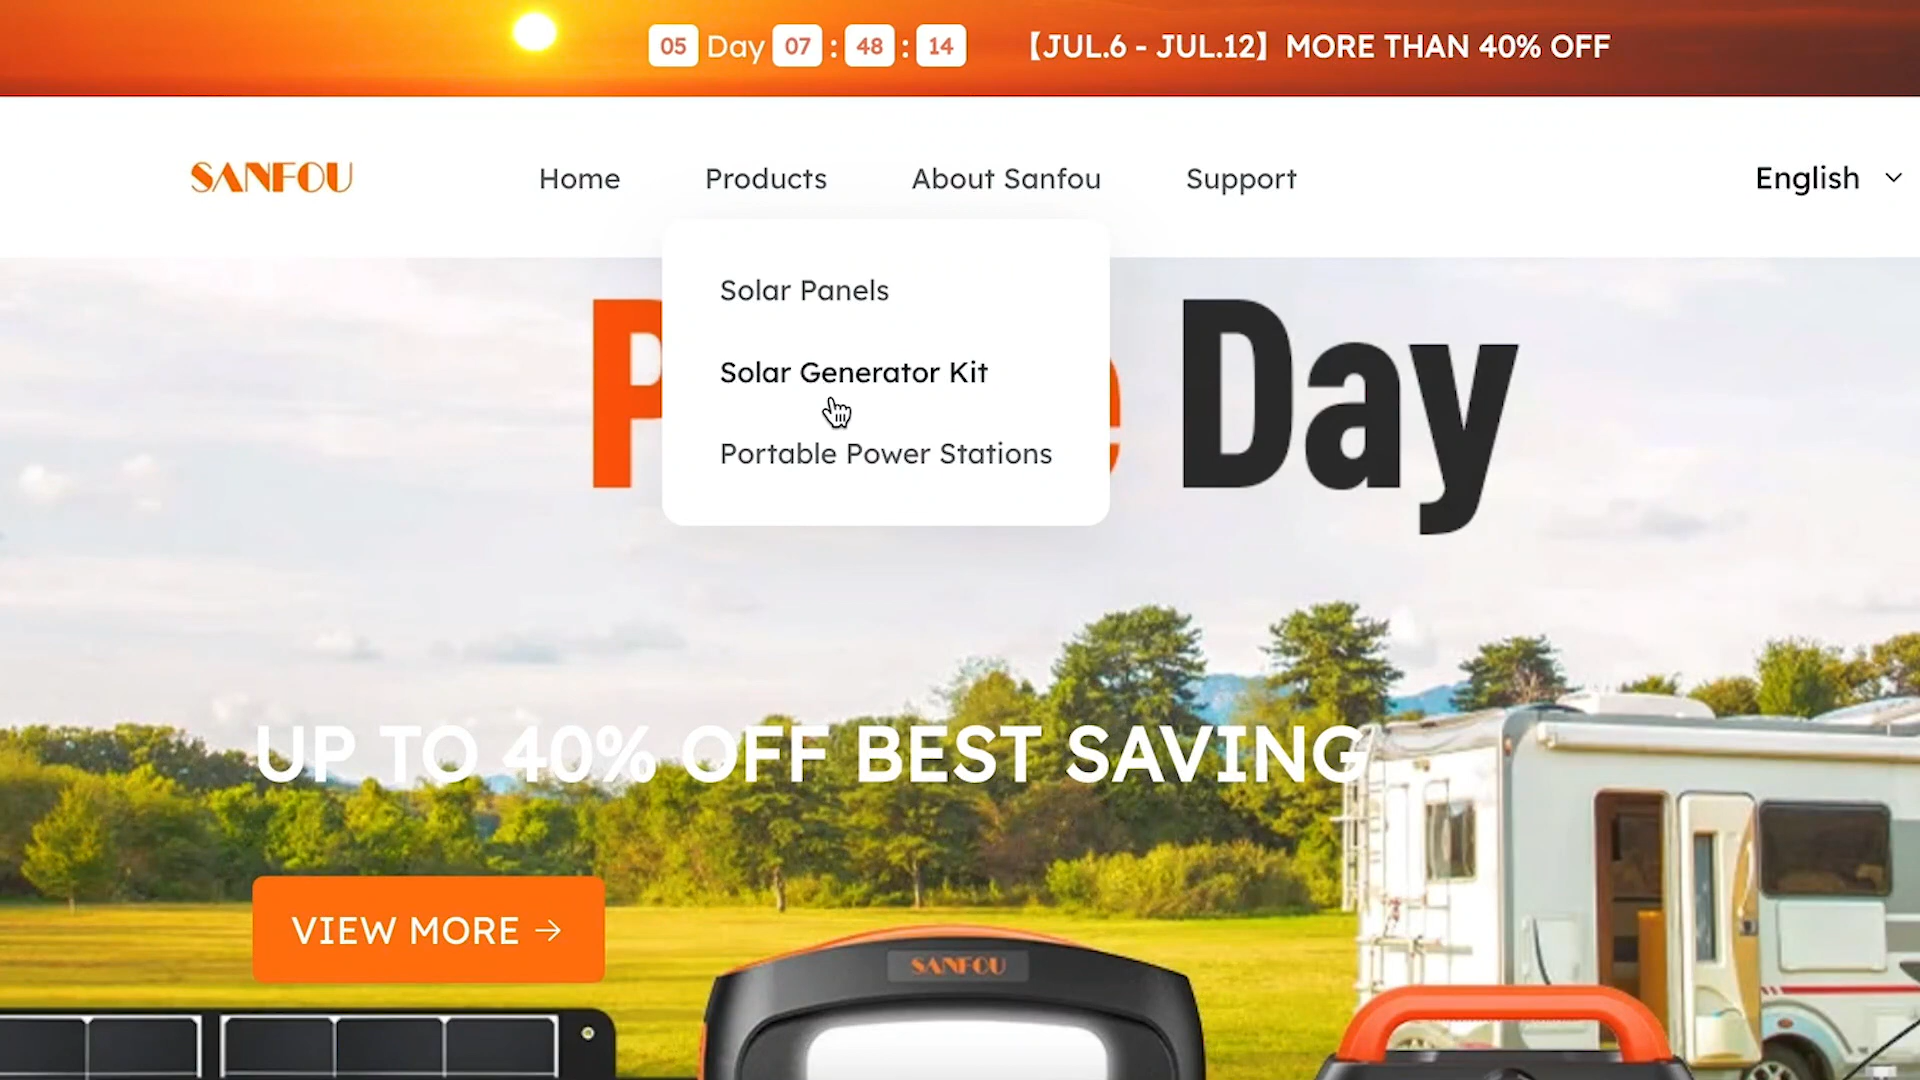 05 Day 07 : 48 : 14 【JUL.6 - JUL.12】 MORE THAN 40% OFF
SANFOU Home Products About Sanfou Support English
Solar Panels
Solar Generator Kit
Portable Power Stations
Day
UP TO 40% OFF BEST SAVING
VIEW MORE →
SANFOU